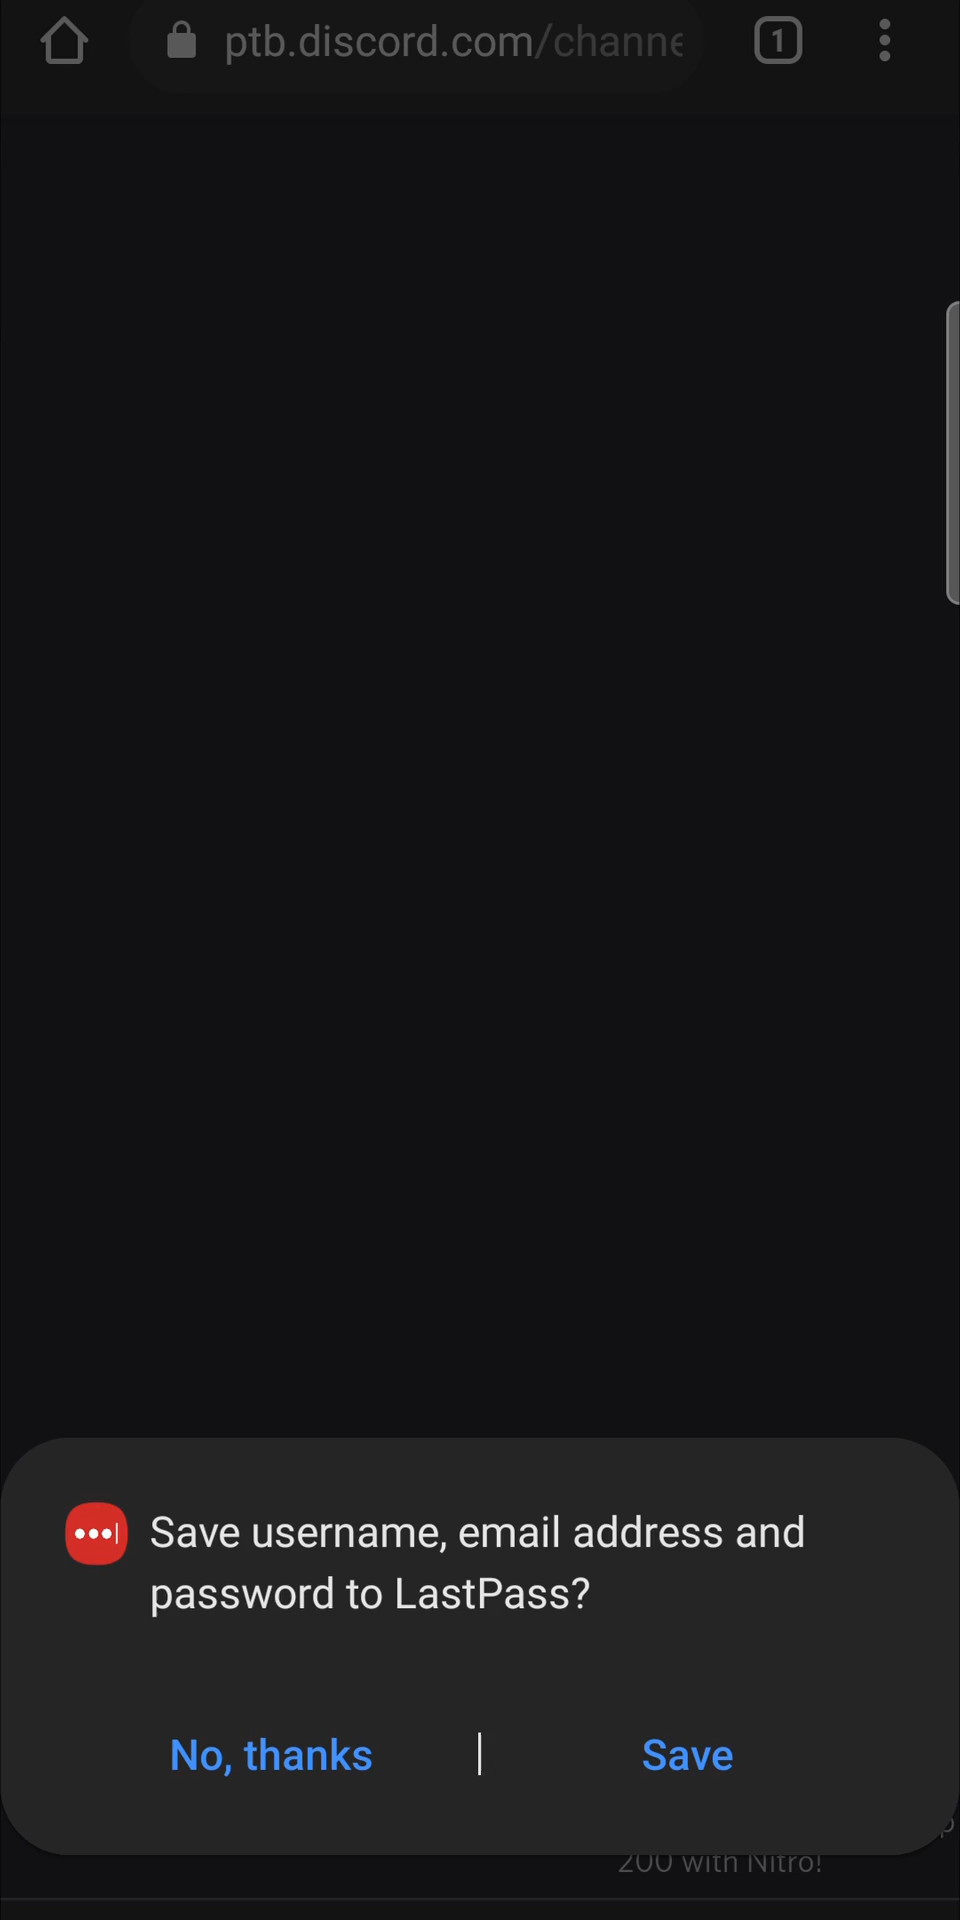 ptb.discord.com/channe
1
Save username, email address and
password to LastPass?
No, thanks
Save
200 with Nitro!